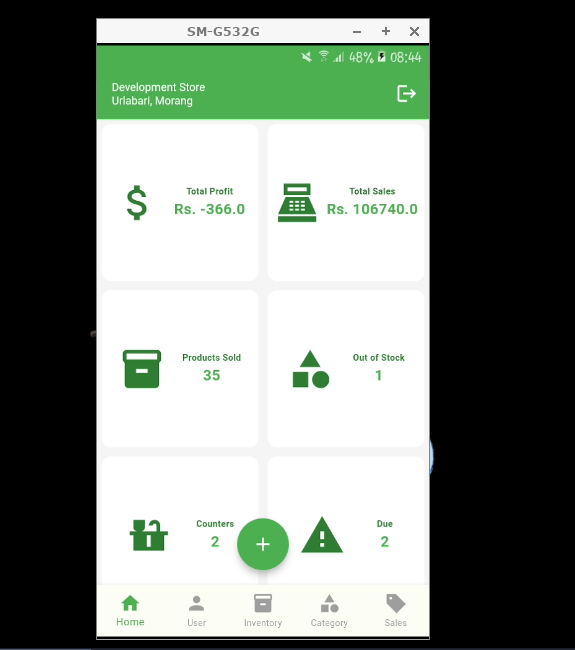 SM-G532G
48% 08:44
Development Store
Urlabari, Morang
Total Profit
Rs. -366.0
Total Sales
Rs. 106740.0
Products Sold
35
Out of Stock
1
Counters
2
Due
2
Home
User
Inventory
Category
Sales